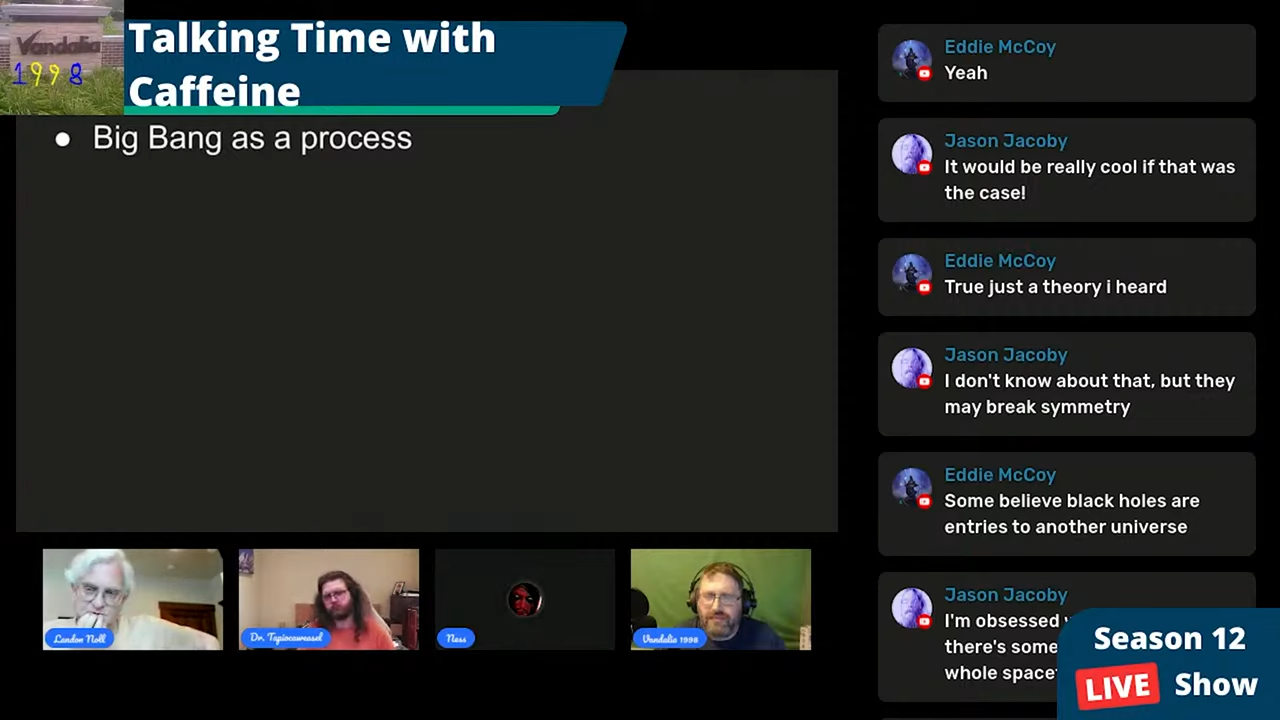 Vandalia
1998
Talking Time with
Caffeine
• Big Bang as a process
Landon Noll
Dr. Tapiocaweasel
Ness
Vandalia 1998
Eddie McCoy
Yeah
Jason Jacoby
It would be really cool if that was
the case!
Eddie McCoy
True just a theory i heard
Jason Jacoby
I don't know about that, but they
may break symmetry
Eddie McCoy
Some believe black holes are
entries to another universe
Jason Jacoby
I'm obsessed
there's some
whole
Season 12
LIVE Show